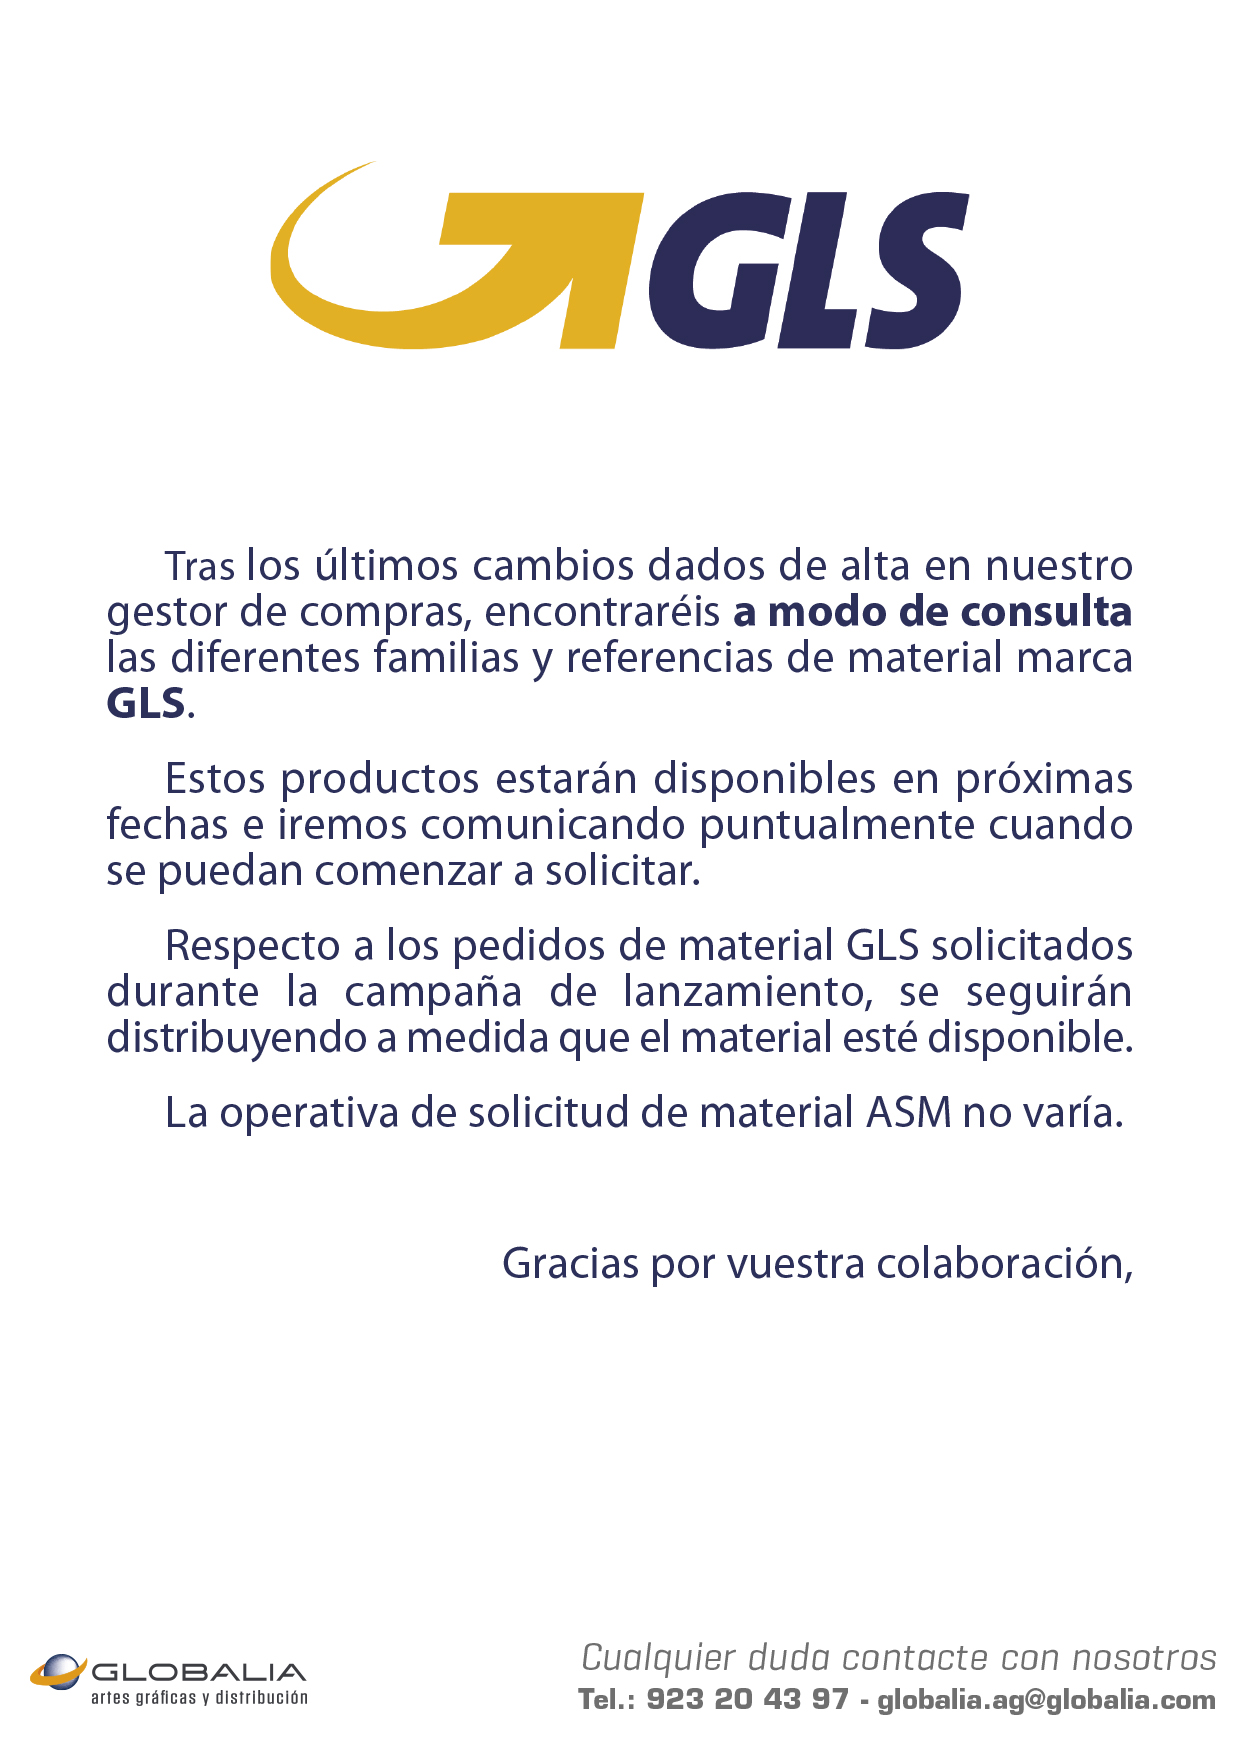 GLS
Tras los últimos cambios dados de alta en nuestro
gestor de compras, encontraréis a modo de consulta
las diferentes familias y referencias de material marca
GLS.
Estos productos estarán disponibles en próximas
fechas e iremos comunicando puntualmente cuando
se puedan comenzar a solicitar.
Respecto a los pedidos de material GLS solicitados
durante la campaña de lanzamiento, se seguirán
distribuyendo a medida que el material esté disponible.
La operativa de solicitud de material ASM no varía.
Gracias por vuestra colaboración,
GLOBALIA
artes gráficas y distribución
Cualquier duda contacte con nosotros
Tel.: 923 20 43 97 - globalia.ag@globalia.com